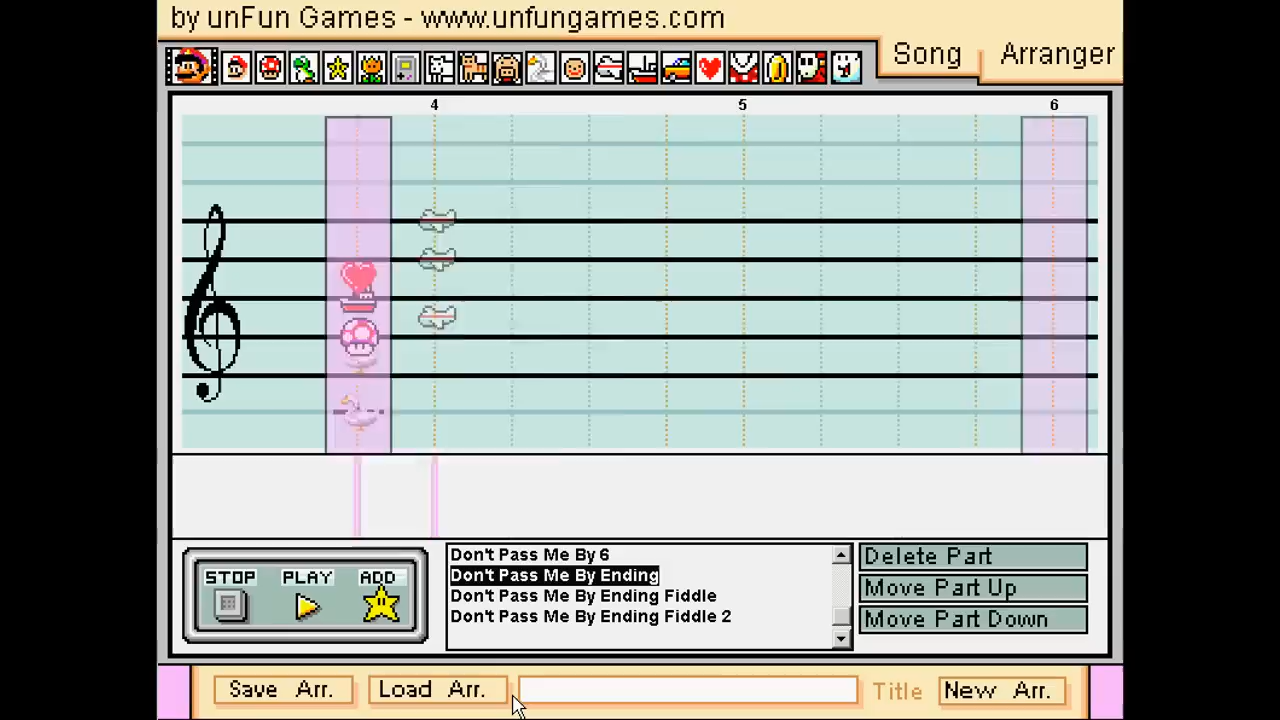 by unFun Games - www.unfungames.com
Song Arranger
4 5 6
STOP PLAY ADD
Don't Pass Me By 6
Don't Pass Me By Ending
Don't Pass Me By Ending Fiddle
Don't Pass Me By Ending Fiddle 2
Delete Part
Move Part Up
Move Part Down
Save Arr. Load Arr. Title New Arr.